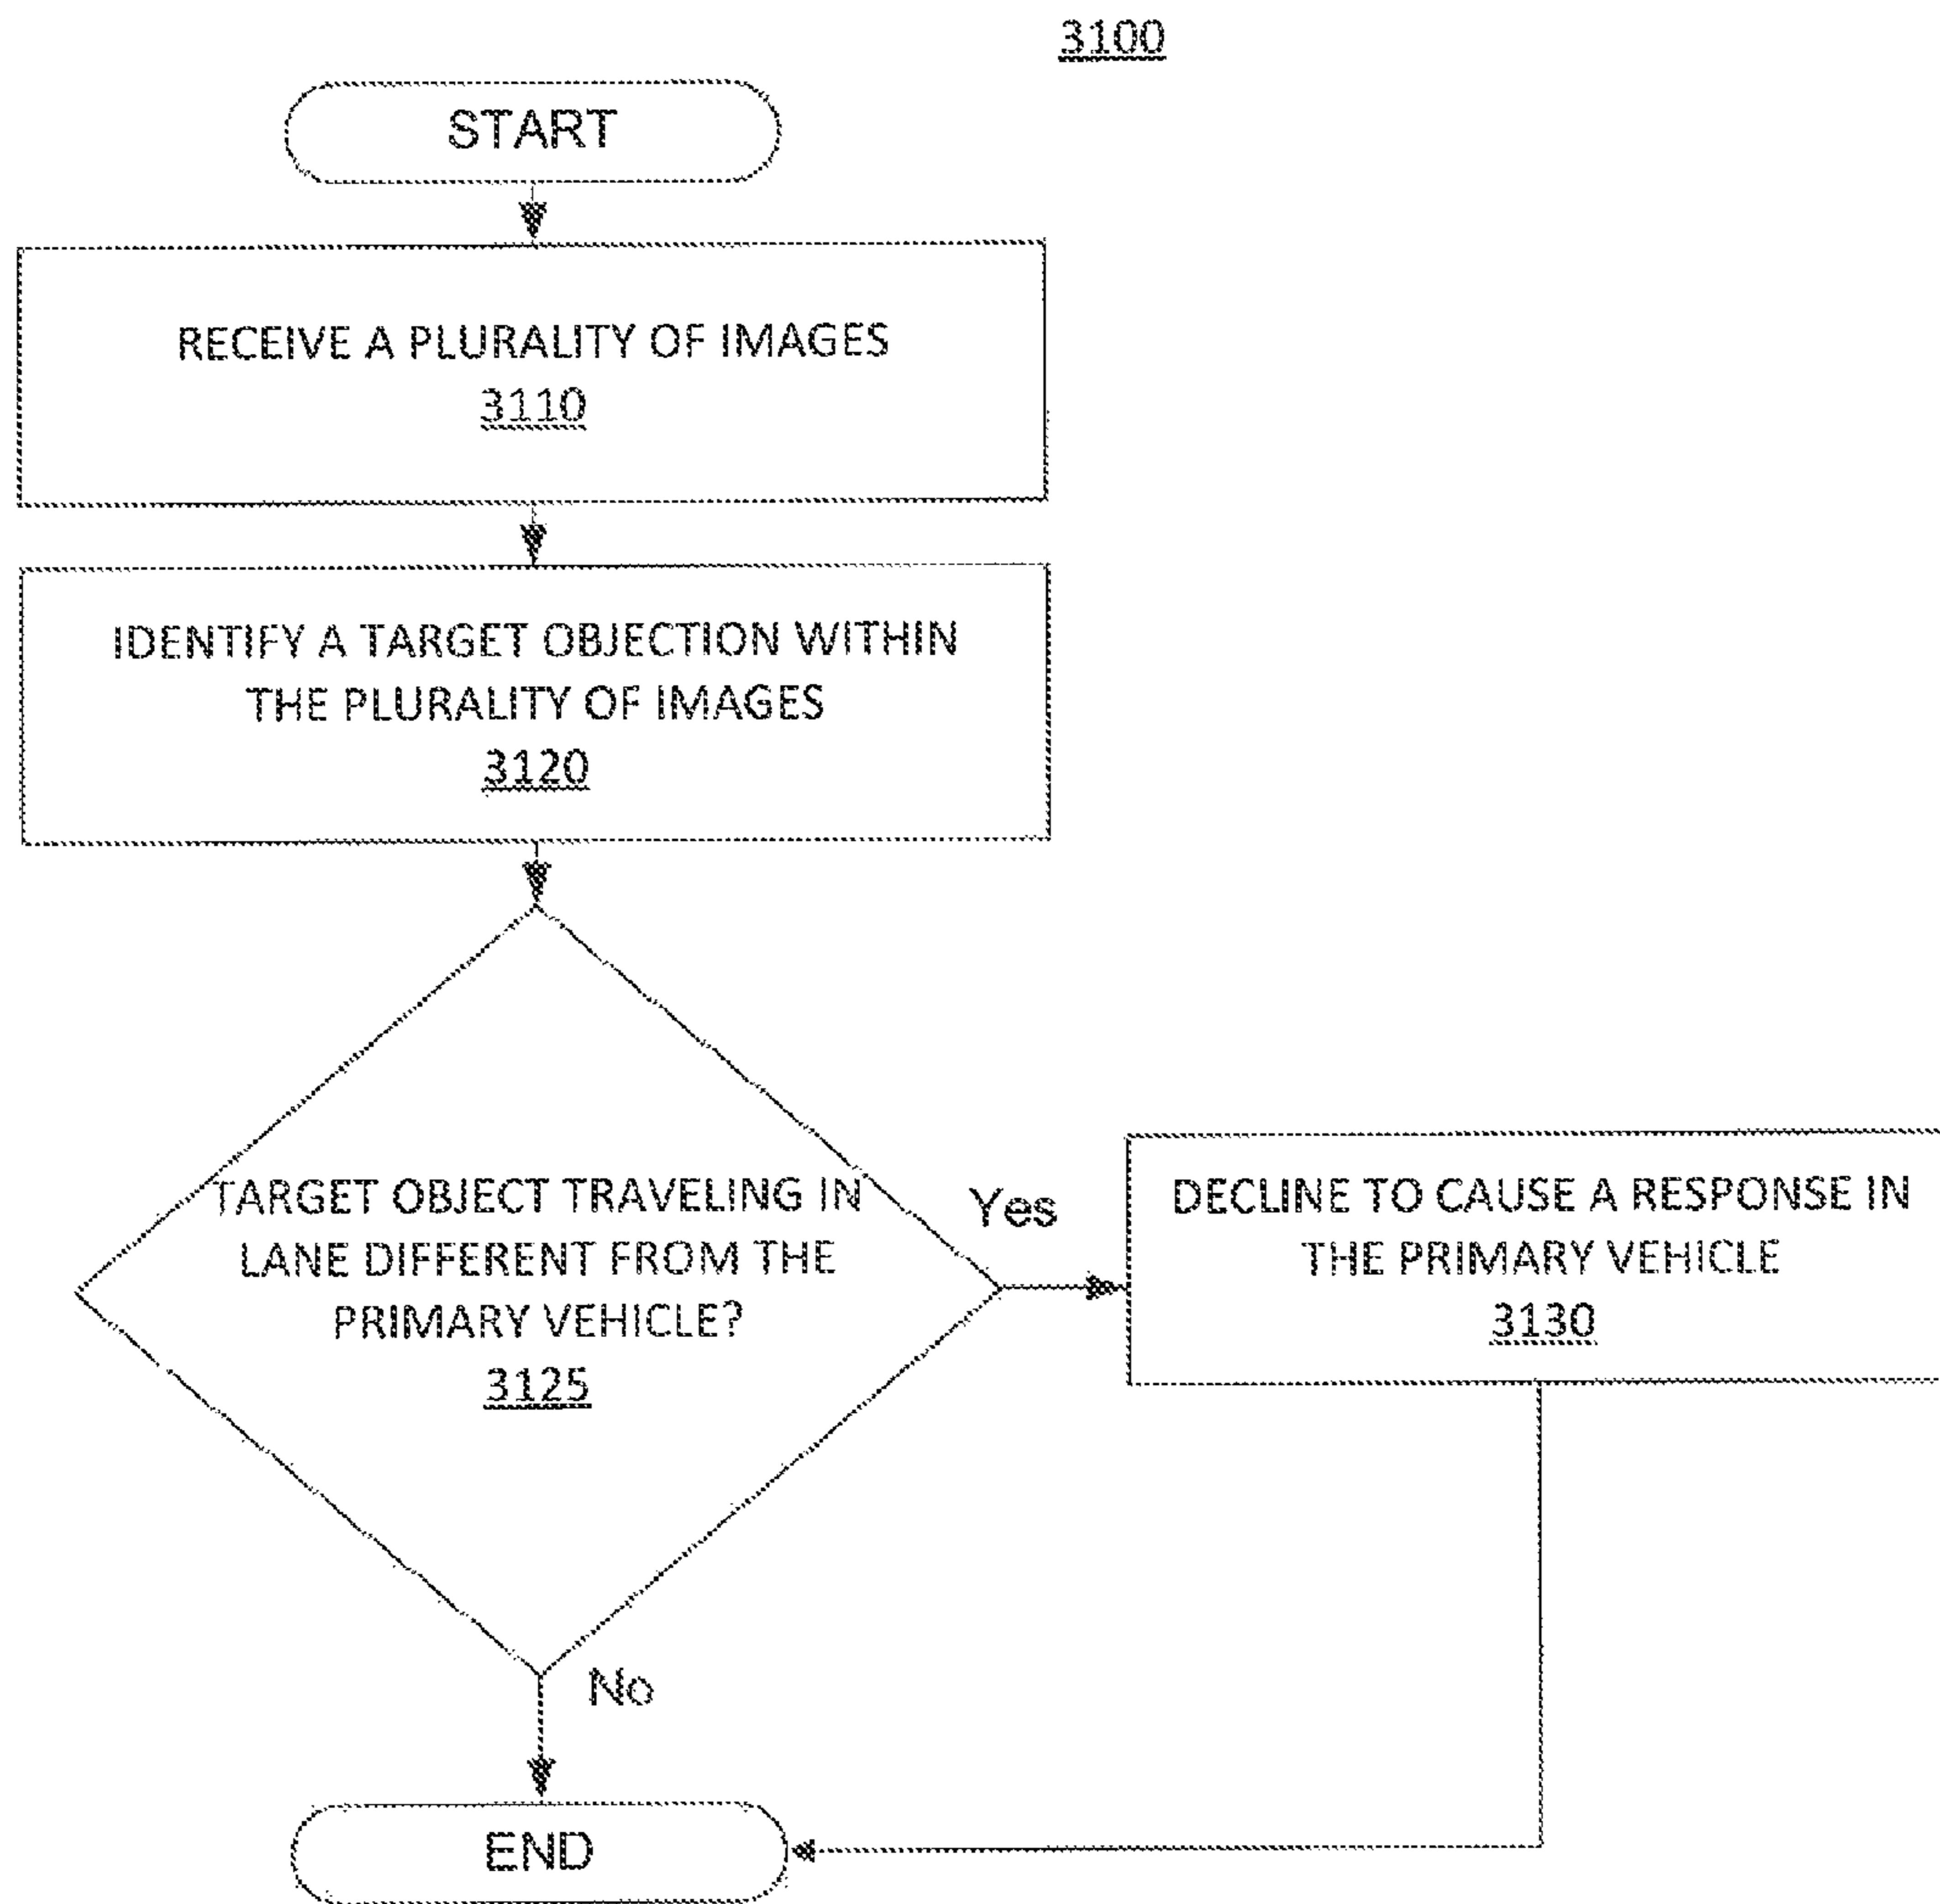 3100
START
RECEIVE A PLURALITY OF IMAGES
3110
IDENTIFY A TARGET OBJECTION WITHIN
THE PLURALITY OF IMAGES
3120
TARGET OBJECT TRAVELING IN
LANE DIFFERENT FROM THE
PRIMARY VEHICLE?
3125
Yes
DECLINE TO CAUSE A RESPONSE IN
THE PRIMARY VEHICLE
3130
No
END